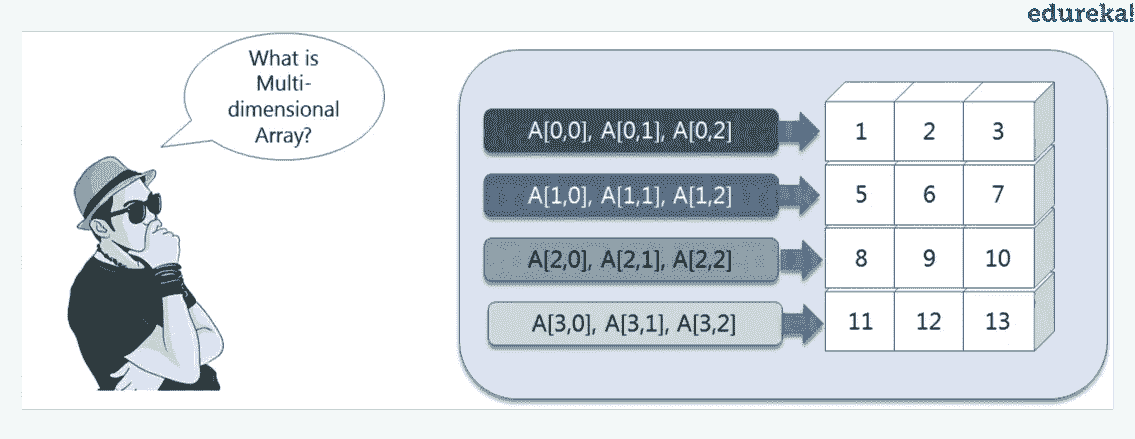 edureka!
What is
Multi-
dimensional
Array?
A[0,0], A[0,1], A[0,2]
1 2 3
A[1,0], A[1,1], A[1,2]
5 6 7
A[2,0], A[2,1], A[2,2]
8 9 10
A[3,0], A[3,1], A[3,2]
11 12 13